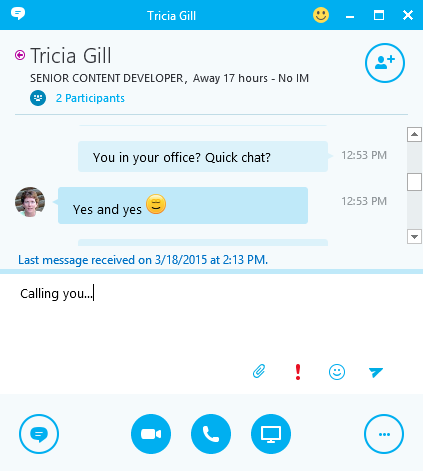 Tricia Gill
Tricia Gill
SENIOR CONTENT DEVELOPER, Away 17 hours - No IM
2 Participants
You in your office? Quick chat?
12:53 PM
Yes and yes
12:53 PM
Last message received on 3/18/2015 at 2:13 PM.
Calling you...